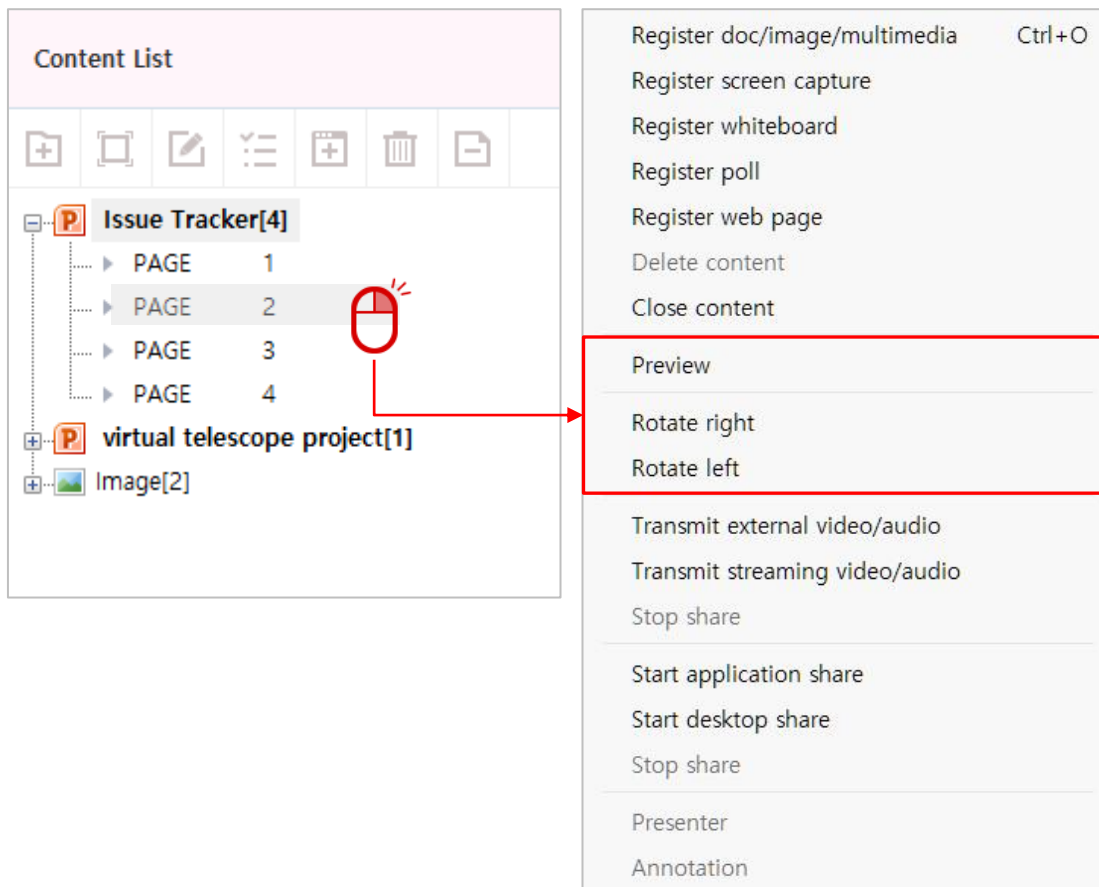 Content List
P Issue Tracker[4]
PAGE 1
PAGE 2
PAGE 3
PAGE 4
P virtual telescope project[1]
Image[2]
Register doc/image/multimedia Ctrl+O
Register screen capture
Register whiteboard
Register poll
Register web page
Delete content
Close content
Preview
Rotate right
Rotate left
Transmit external video/audio
Transmit streaming video/audio
Stop share
Start application share
Start desktop share
Stop share
Presenter
Annotation